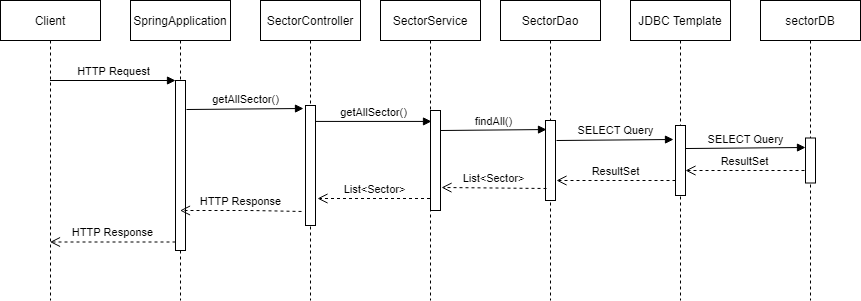 Client
SpringApplication
SectorController
SectorService
SectorDao
JDBC Template
sectorDB
HTTP Request
getAllSector()
getAllSector()
findAll()
SELECT Query
SELECT Query
ResultSet
ResultSet
List<Sector>
List<Sector>
HTTP Response
HTTP Response